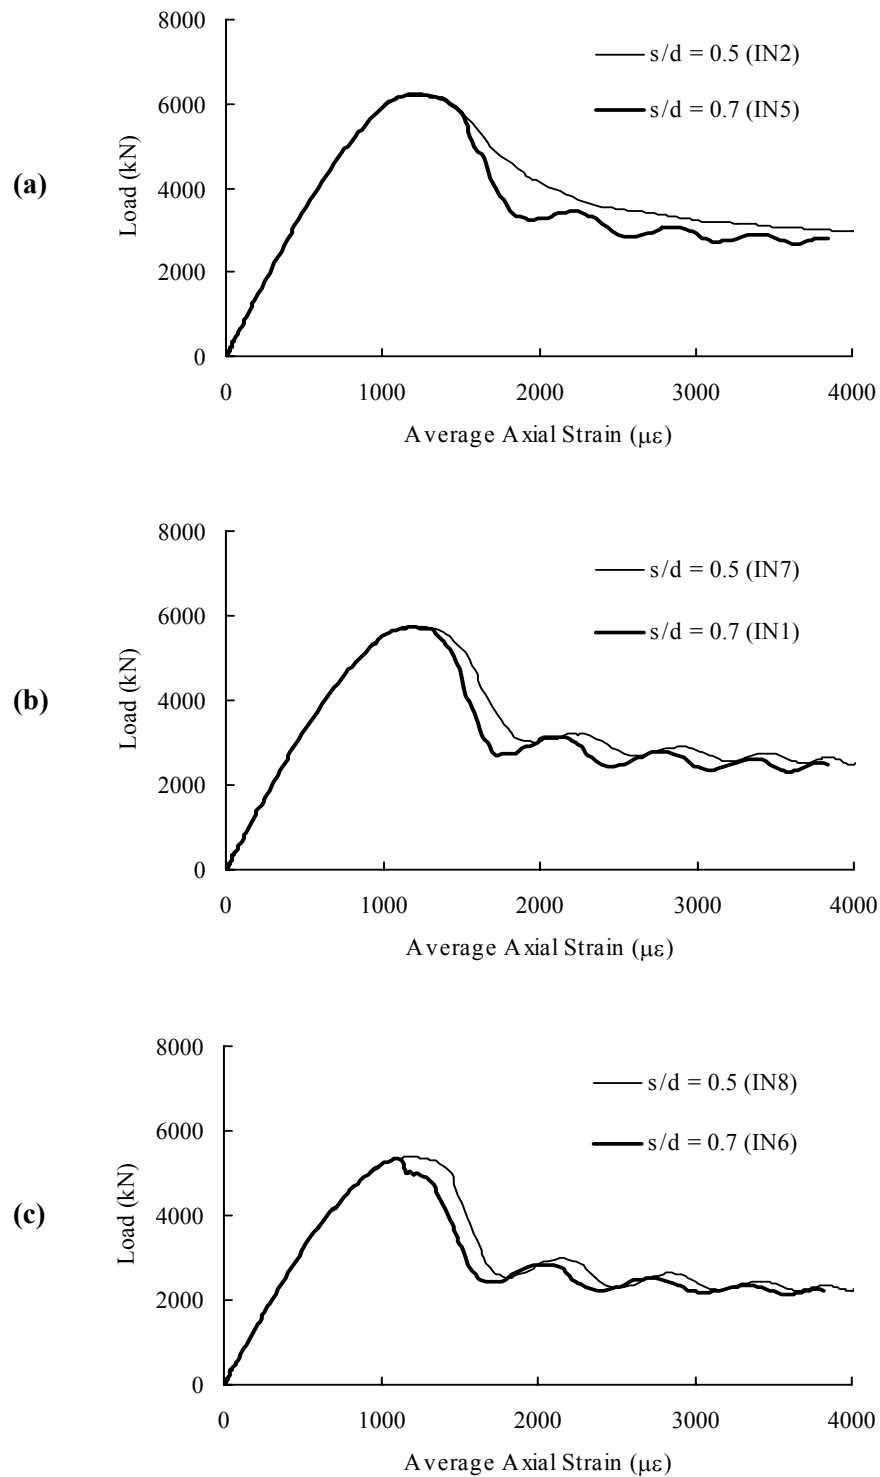 8000
s/d = 0.5 (IN2)
6000
s/d = 0.7 (IN5)
(a)
Load (kN)
4000
2000
0
0 1000 2000 3000 4000
Average Axial Strain (με)
8000
s/d = 0.5 (IN7)
6000
s/d = 0.7 (IN1)
(b)
Load (kN)
4000
2000
0
0 1000 2000 3000 4000
Average Axial Strain (με)
8000
s/d = 0.5 (IN8)
6000
s/d = 0.7 (IN6)
(c)
Load (kN)
4000
2000
0
0 1000 2000 3000 4000
Average Axial Strain (με)